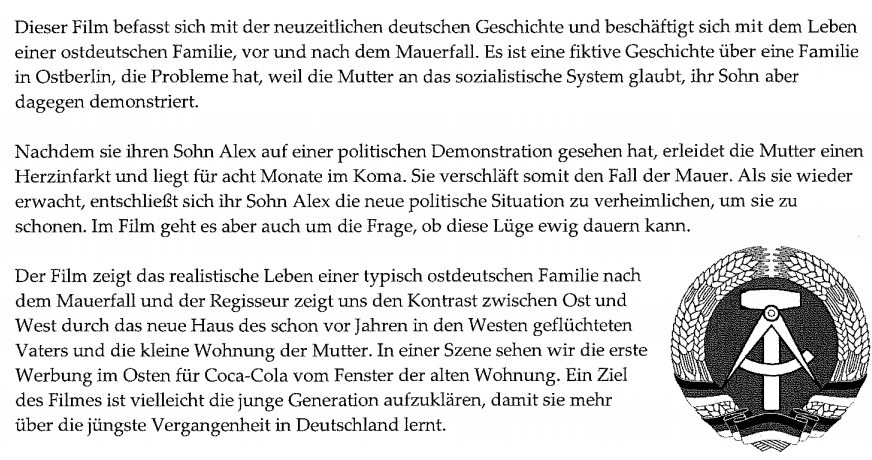 Dieser Film befasst sich mit der neuzeitlichen deutschen Geschichte und beschäftigt sich mit dem Leben
einer ostdeutschen Familie, vor und nach dem Mauerfall. Es ist eine fiktive Geschichte über eine Familie
in Ostberlin, die Probleme hat, weil die Mutter an das sozialistische System glaubt, ihr Sohn aber
dagegen demonstriert.

Nachdem sie ihren Sohn Alex auf einer politischen Demonstration gesehen hat, erleidet die Mutter einen
Herzinfarkt und liegt für acht Monate im Koma. Sie verschläft somit den Fall der Mauer. Als sie wieder
erwacht, entschließt sich ihr Sohn Alex die neue politische Situation zu verheimlichen, um sie zu
schonen. Im Film geht es aber auch um die Frage, ob diese Lüge ewig dauern kann.

Der Film zeigt das realistische Leben einer typisch ostdeutschen Familie nach
dem Mauerfall und der Regisseur zeigt uns den Kontrast zwischen Ost und
West durch das neue Haus des schon vor Jahren in den Westen geflüchteten
Vaters und die kleine Wohnung der Mutter. In einer Szene sehen wir die erste
Werbung im Osten für Coca-Cola vom Fenster der alten Wohnung. Ein Ziel
des Filmes ist vielleicht die junge Generation aufzuklären, damit sie mehr
über die jüngste Vergangenheit in Deutschland lernt.